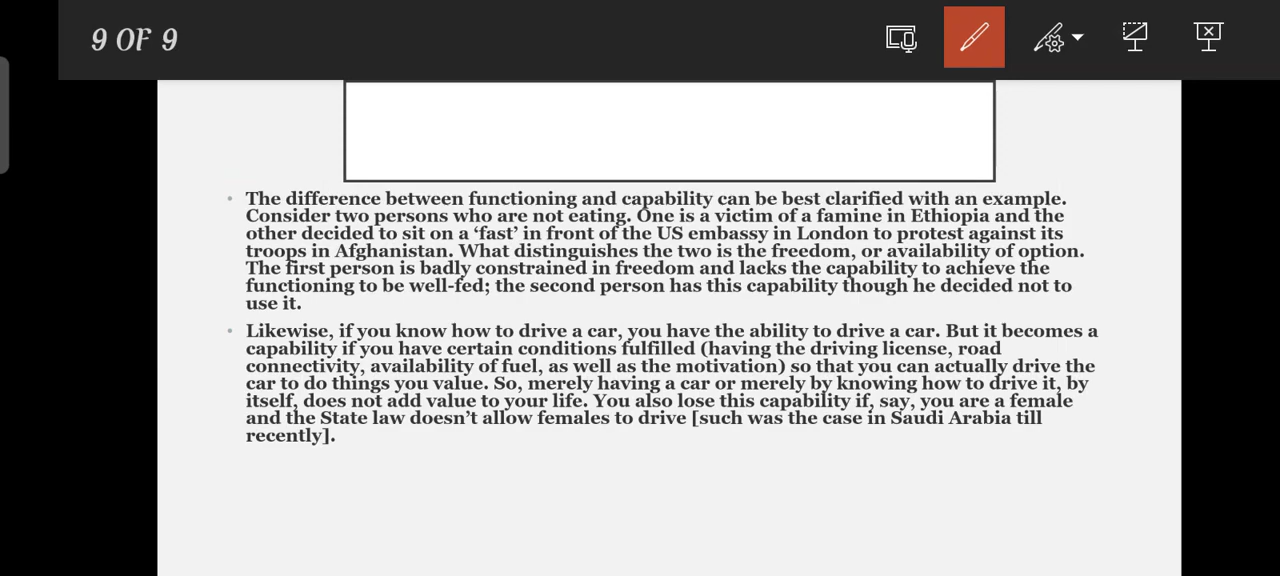 9 OF 9
The difference between functioning and capability can be best clarified with an example.
Consider two persons who are not eating. One is a victim of a famine in Ethiopia and the
other decided to sit on a ‘fast’ in front of the US embassy in London to protest against its
troops in Afghanistan. What distinguishes the two is the freedom, or availability of option.
The first person is badly constrained in freedom and lacks the capability to achieve the
functioning to be well-fed; the second person has this capability though he decided not to
use it.
Likewise, if you know how to drive a car, you have the ability to drive a car. But it becomes a
capability if you have certain conditions fulfilled (having the driving license, road
connectivity, availability of fuel, as well as the motivation) so that you can actually drive the
car to do things you value. So, merely having a car or merely by knowing how to drive it, by
itself, does not add value to your life. You also lose this capability if, say, you are a female
and the State law doesn’t allow females to drive [such was the case in Saudi Arabia till
recently].